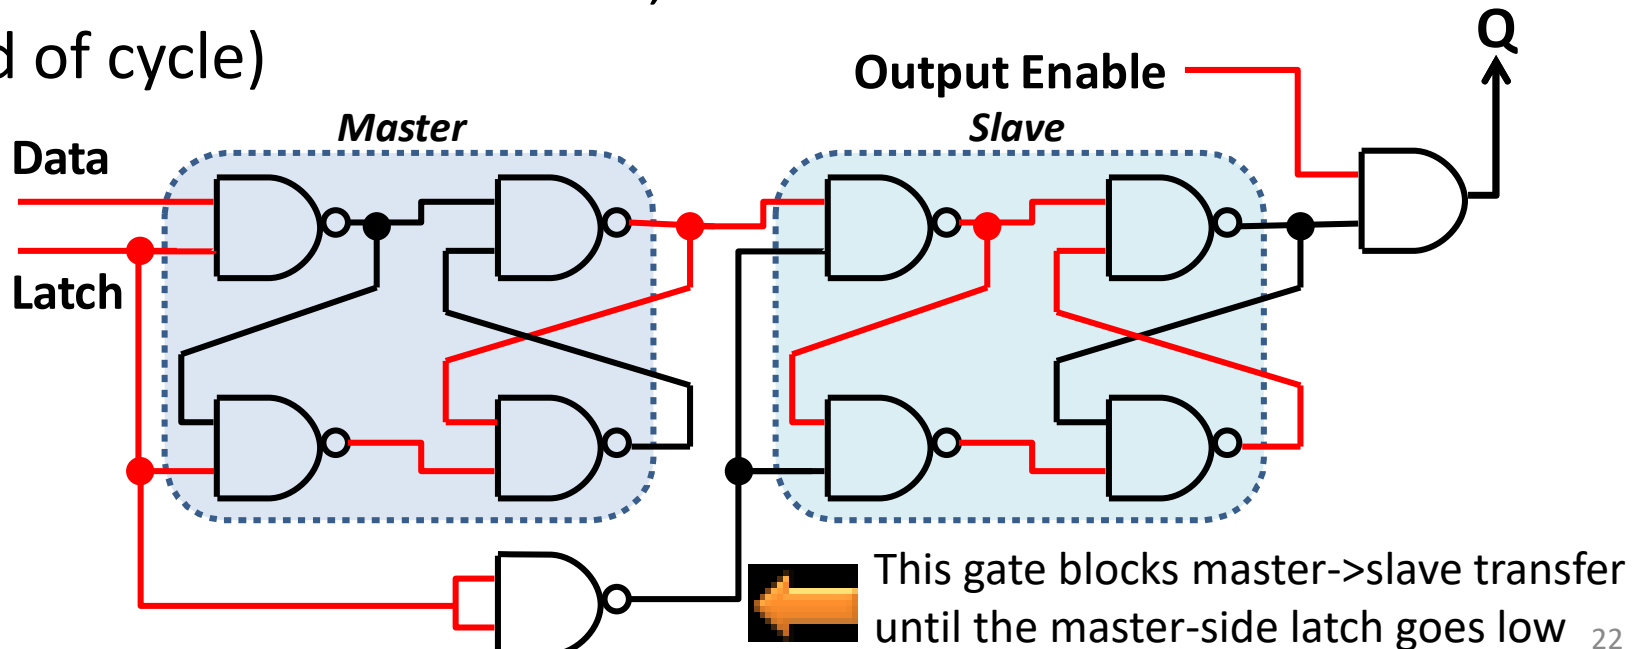 d of cycle)
Q
Output Enable
Master
Slave
Data
Latch
This gate blocks master->slave transfer
until the master-side latch goes low
22